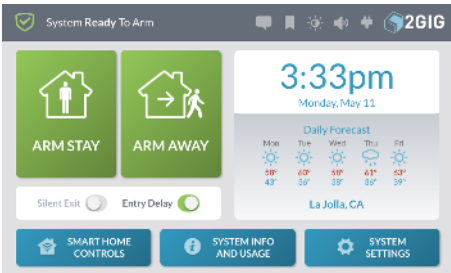 System Ready To Arm
2GIG
ARM STAY
ARM AWAY
3:33pm
Monday, May 11
Daily Forecast
Mon Tue Wed Thu Fri
58° 60° 58° 61° 63°
43° 36° 38° 36° 39°
La Jolla, CA
Silent Exit
Entry Delay
SMART HOME
CONTROLS
SYSTEM INFO
AND USAGE
SYSTEM
SETTINGS